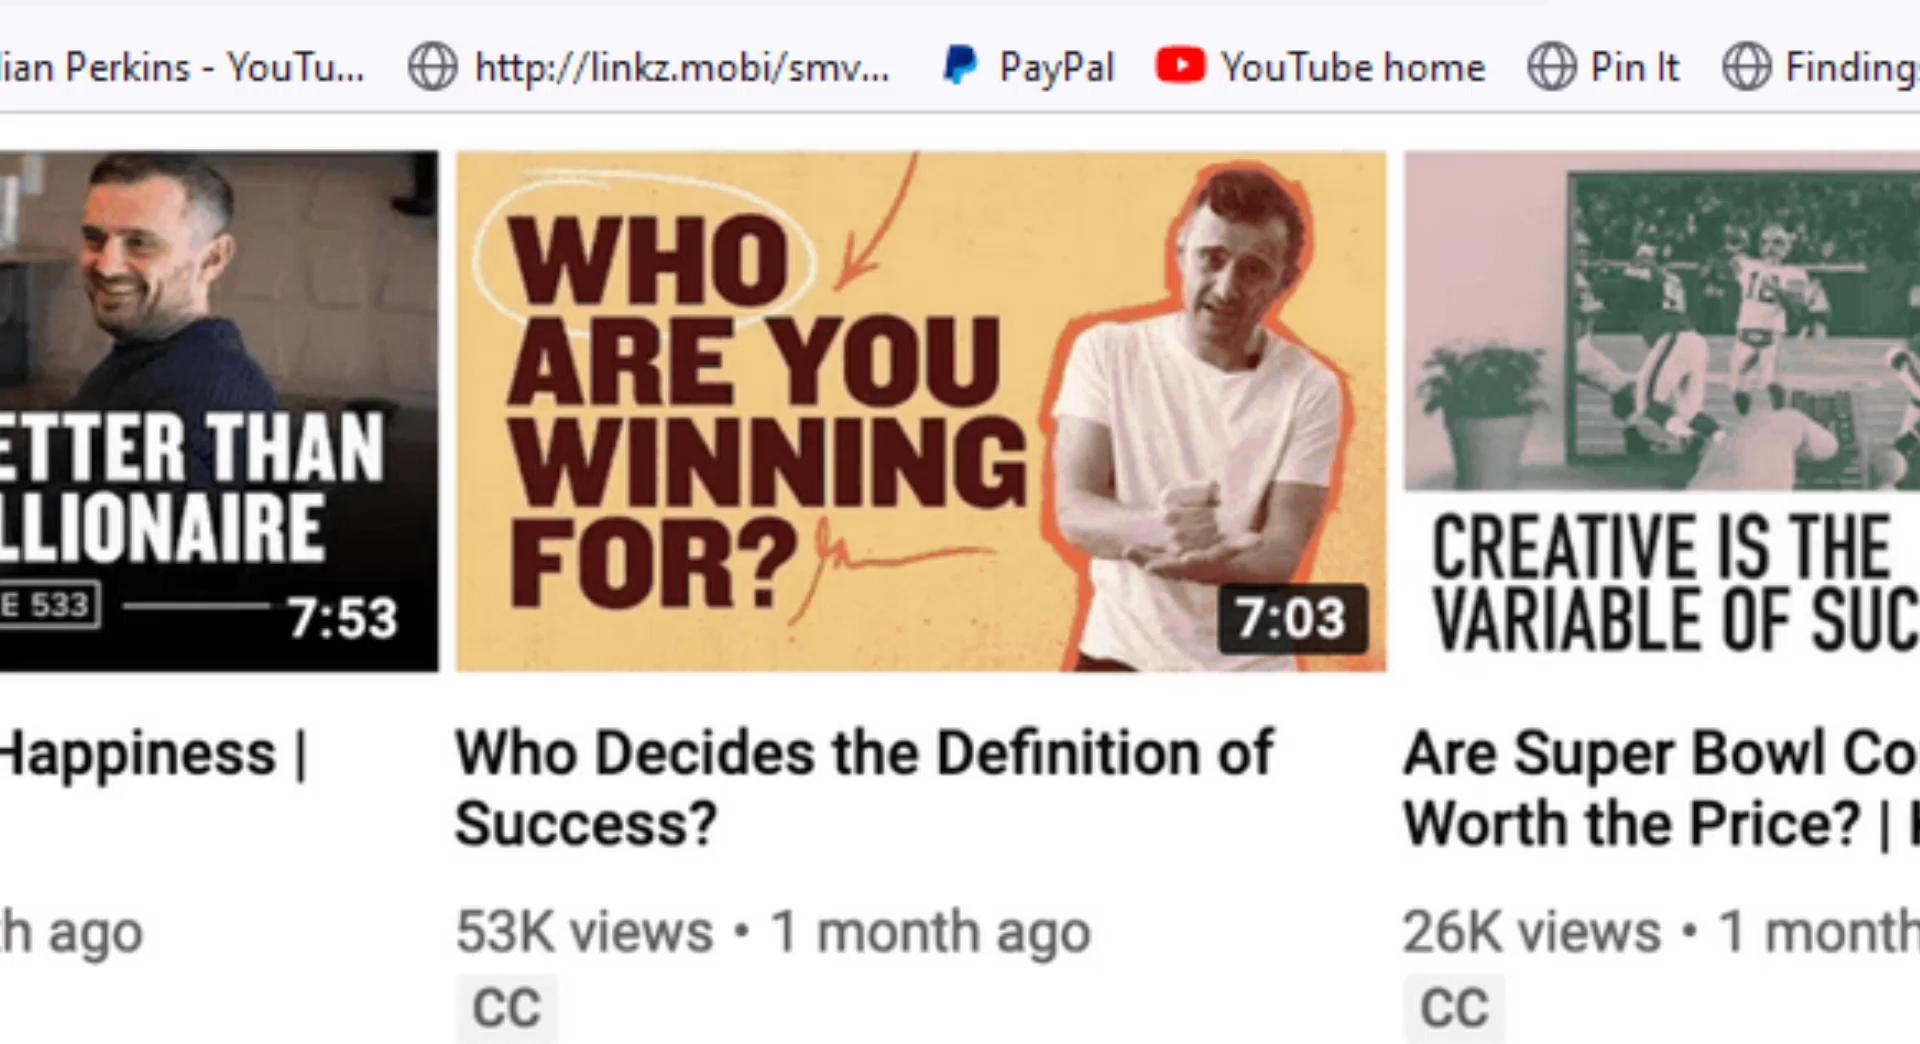 ian Perkins - YouTu... http://linkz.mobi/smv... PayPal YouTube home Pin It Findings
ETTER THAN
LLIONAIRE
E 533
7:53
WHO
ARE YOU
WINNING
FOR?
7:03
CREATIVE IS THE
VARIABLE OF SUC
Happiness |
Who Decides the Definition of
Success?
Are Super Bowl Co
Worth the Price? |
h ago
53K views • 1 month ago
26K views • 1 month
CC
CC